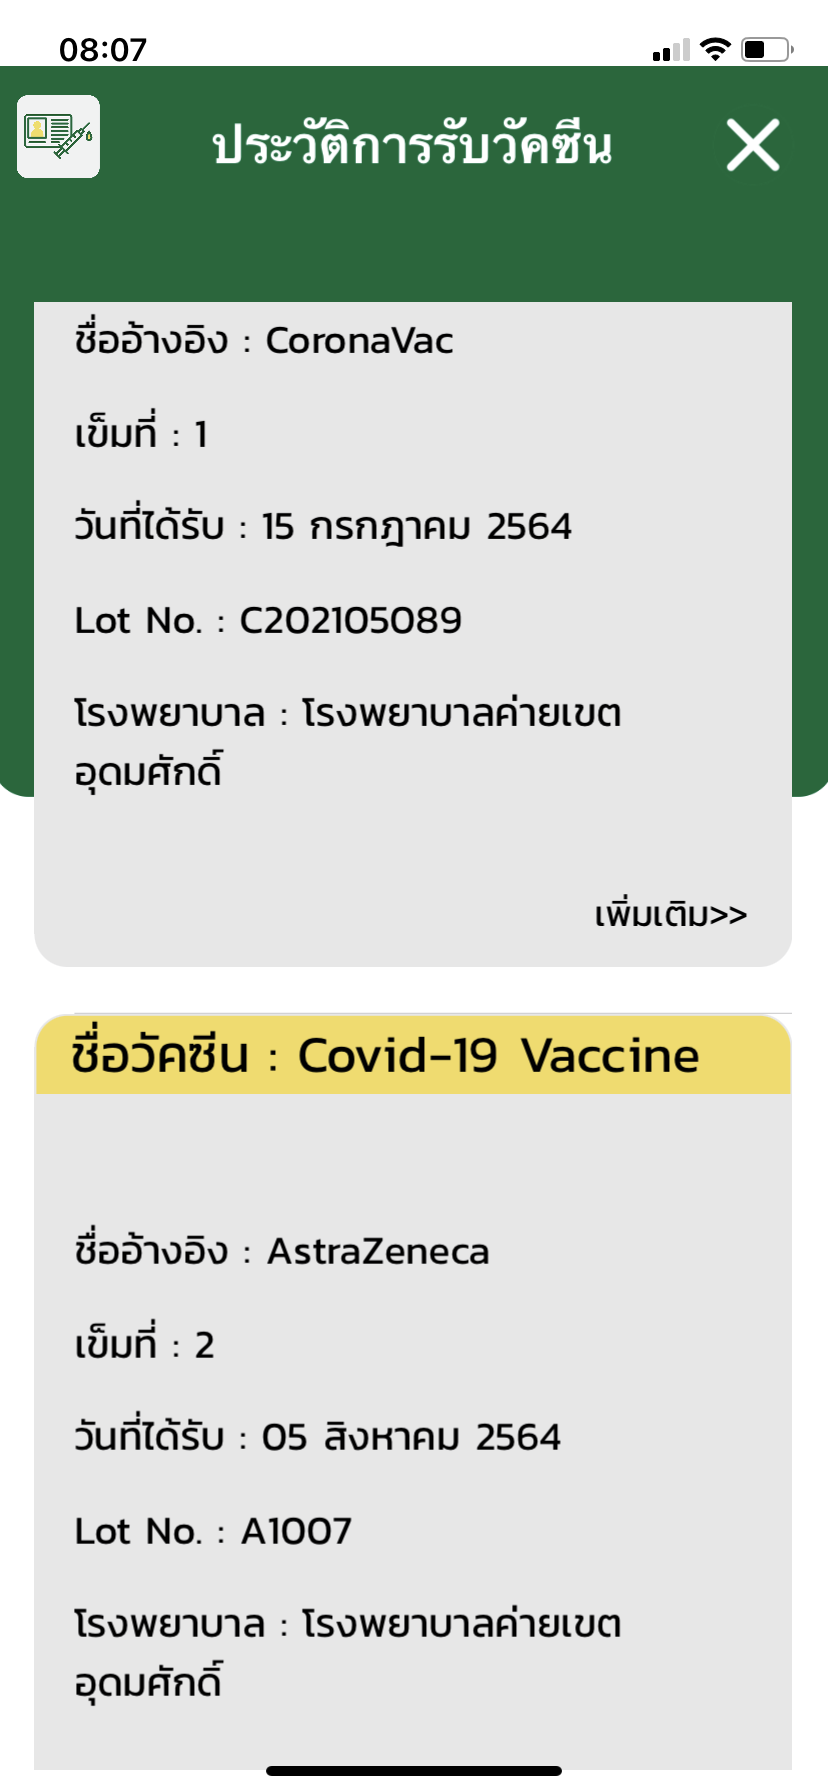 08:07
ประวัติการรับวัคซีน
ชื่ออ้างอิง : CoronaVac
เข็มที่ : 1
วันที่ได้รับ : 15 กรกฎาคม 2564
Lot No. : C202105089
โรงพยาบาล : โรงพยาบาลค่ายเขต
อุดมศักดิ์
เพิ่มเติม>>
ชื่อวัคซีน : Covid-19 Vaccine
ชื่ออ้างอิง : AstraZeneca
เข็มที่ : 2
วันที่ได้รับ : 05 สิงหาคม 2564
Lot No. : A1007
โรงพยาบาล : โรงพยาบาลค่ายเขต
อุดมศักดิ์